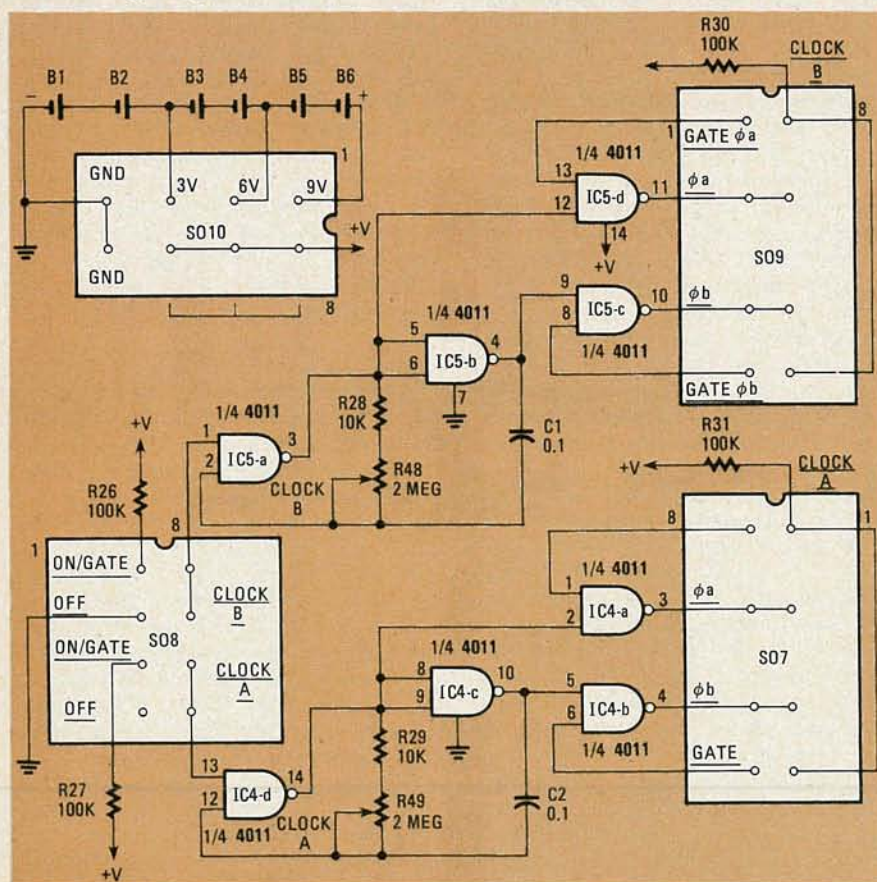 R30
100K
CLOCK
B
B1 B2 B3 B4 B5 B6
- +
1
8
GND 3V 6V 9V
SO10
+V
GND
8
1
GATE φa
1/4 4011
13
12
IC5-d
11
φa
14
+V
SO9
9
8
IC5-c
10
φb
1/4 4011
GATE φb
1/4 4011
5
6
IC5-b
4
7
R31
100K
+V
CLOCK
A
1/4 4011
1
2
IC5-a
3
R28
10K
R48
2 MEG
CLOCK
B
C1
0.1
+V
R26
100K
8
1
ON/GATE
OFF
SO8
CLOCK
B
ON/GATE
CLOCK
A
OFF
8
1
1/4 4011
1
2
IC4-a
3
φa
SO7
1/4 4011
8
9
IC4-c
10
5
6
IC4-b
4
φb
1/4 4011
GATE
R29
10K
R49
2 MEG
R27
100K
+V
13
12
IC4-d
14
1/4 4011
CLOCK
A
C2
0.1